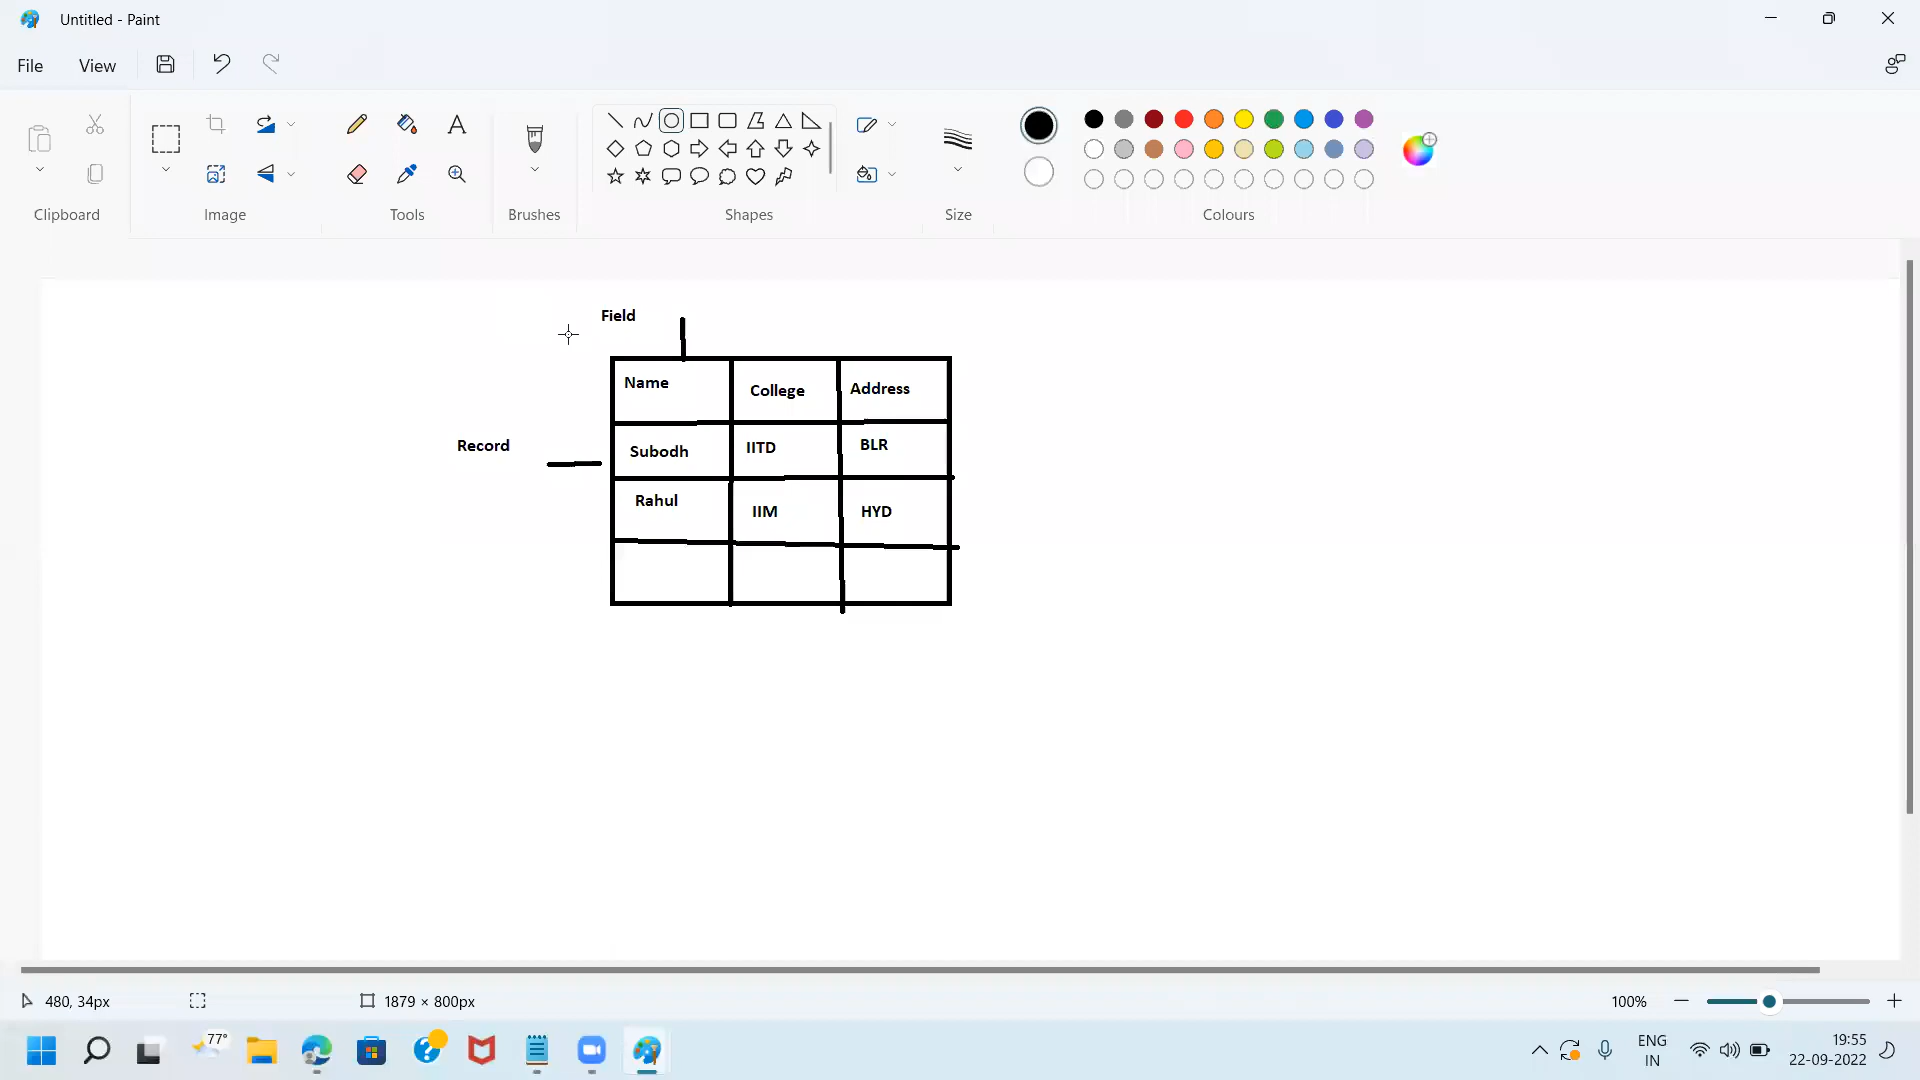 Untitled - Paint
File View
Clipboard Image Tools Brushes Shapes Size Colours
Field
Name College Address
Record
Subodh IITD BLR
Rahul IIM HYD
480, 34px 1879 × 800px 100%
77°
ENG
IN
19:55
22-09-2022